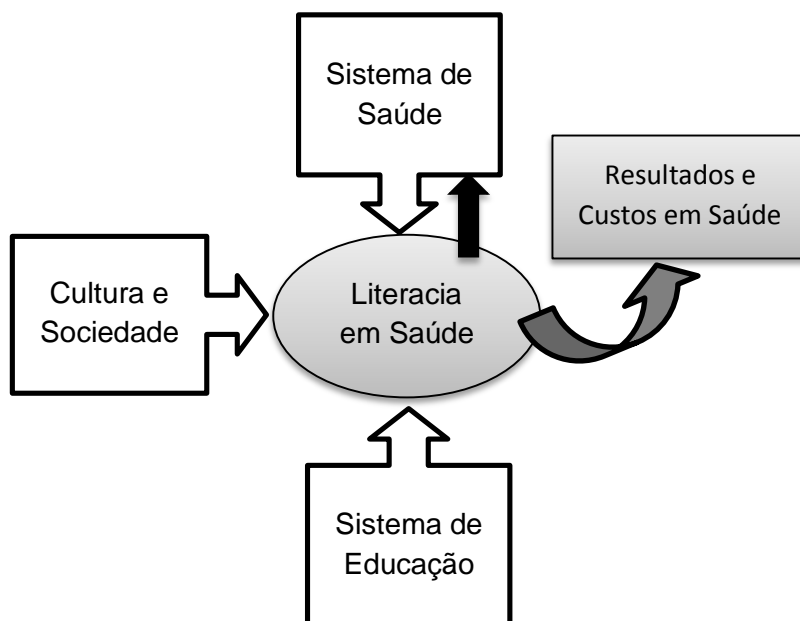 Sistema de
Saúde
Resultados e
Custos em Saúde
Cultura e
Sociedade
Literacia
em Saúde
Sistema de
Educação